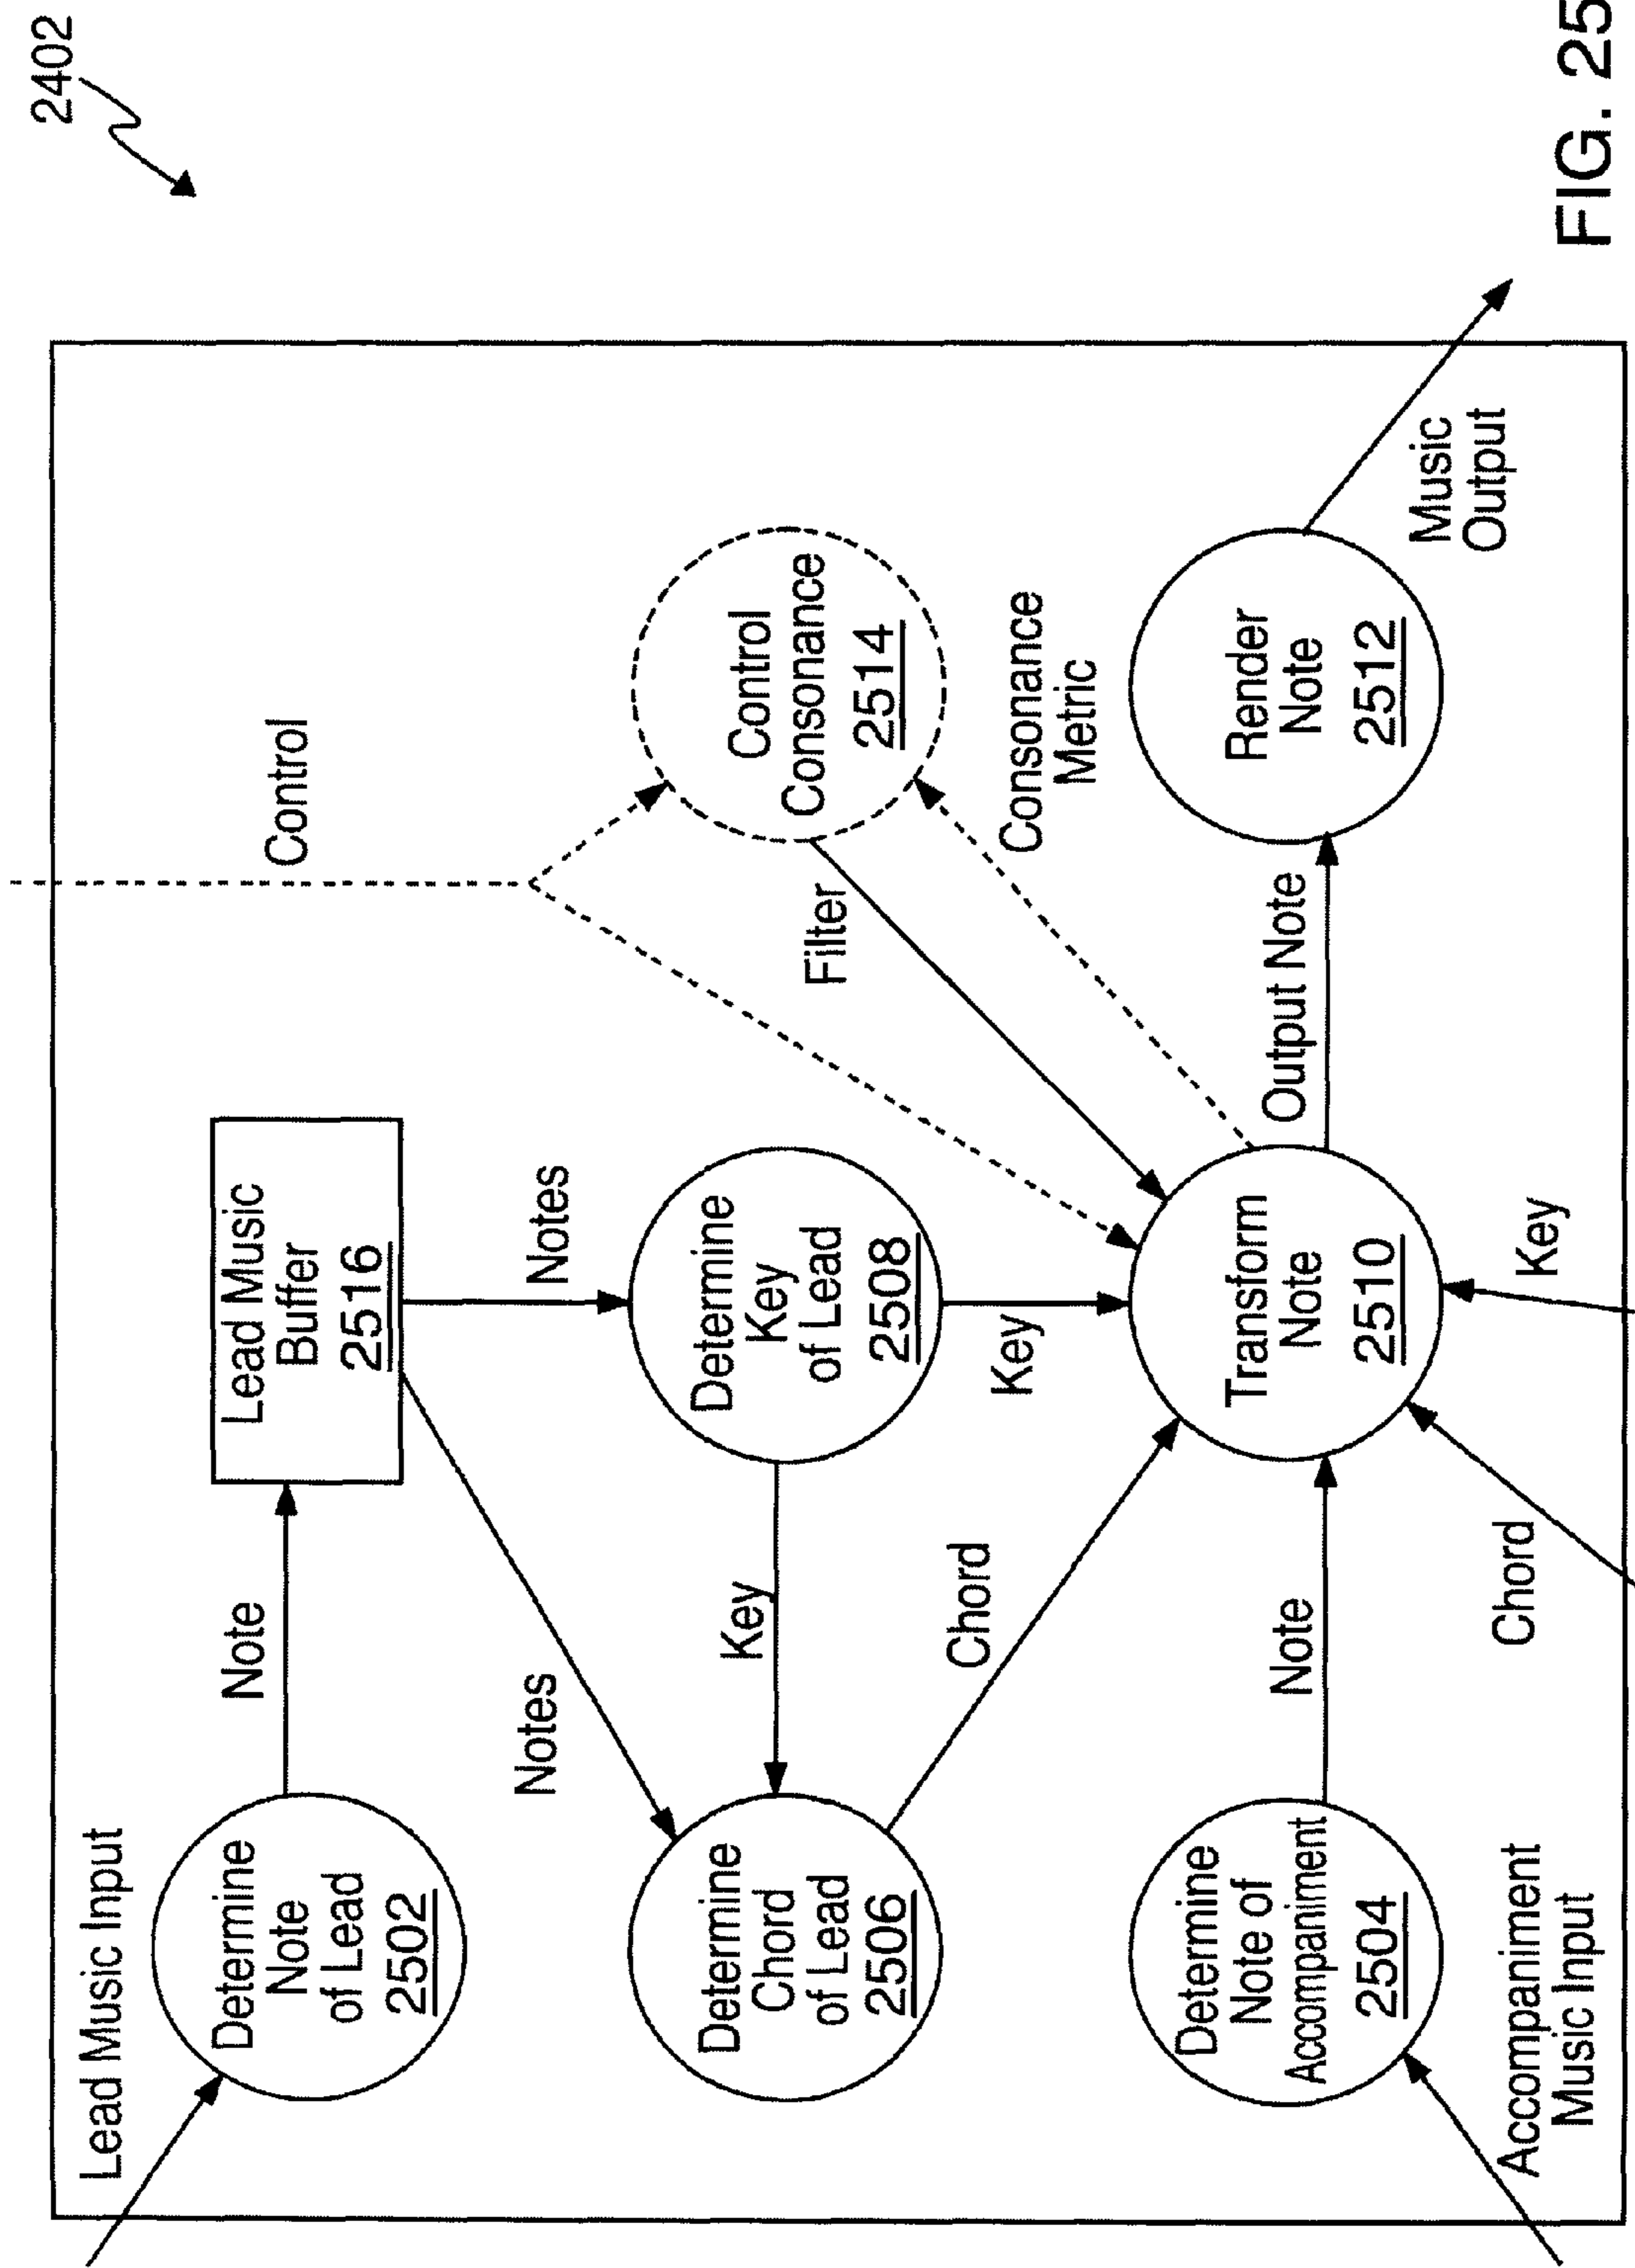 2402
Lead Music Input
Determine
Note
of Lead
2502
Note
Lead Music
Buffer
2516
Control
Notes
Notes
Determine
Chord
of Lead
2506
Key
Determine
Key
of Lead
2508
Filter
Control
Consonance
2514
Chord
Key
Consonance
Metric
Determine
Note of
Accompaniment
2504
Note
Transform
Note
2510
Output Note
Render
Note
2512
Music
Output
Accompaniment
Music Input
Chord
Key
FIG. 25